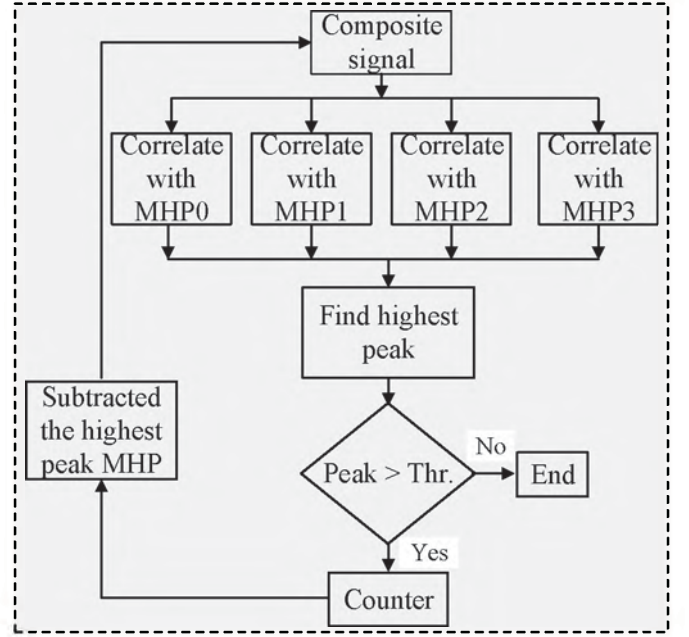 Composite
signal
Correlate
with
MHP0
Correlate
with
MHP1
Correlate
with
MHP2
Correlate
with
MHP3
Find highest
peak
Subtracted
the highest
peak MHP
Peak > Thr.
No
End
Yes
Counter